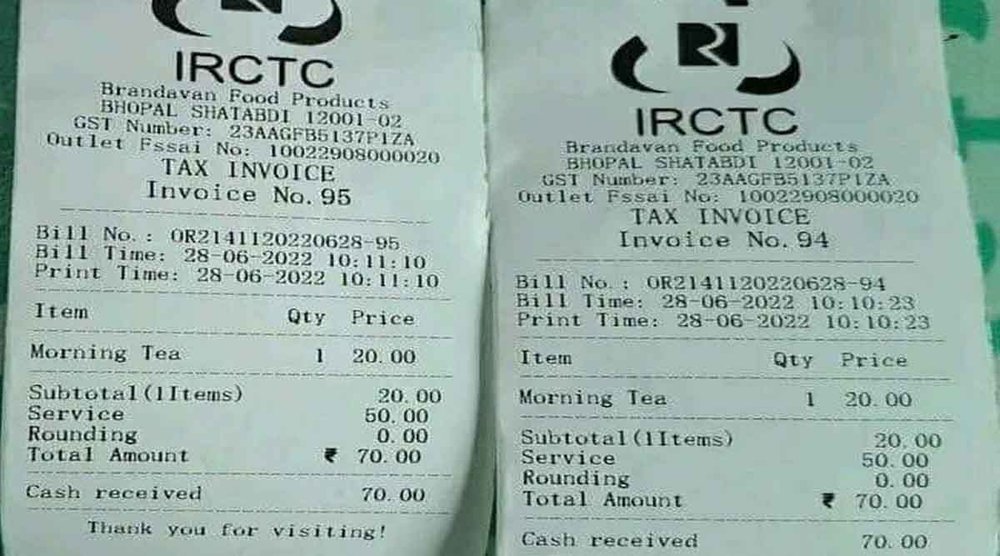 IRCTC
Brandavan Food Products
BHOPAL SHATABDI 12001-02
GST Number: 23AAGFB5137P1ZA
Outlet Fssai No: 10022908000020
TAX INVOICE
Invoice No. 95
Bill No.: OR2141120220628-95
Bill Time: 28-06-2022 10:11:10
Print Time: 28-06-2022 10:11:10
Item Qty Price
Morning Tea 1 20.00
Subtotal(1Items) 20.00
Service 50.00
Rounding 0.00
Total Amount ₹ 70.00
Cash received 70.00
Thank you for visiting!
IRCTC
Brandavan Food Products
BHOPAL SHATABDI 12001-02
GST Number: 23AAGFB5137P1ZA
Outlet Fssai No: 10022908000020
TAX INVOICE
Invoice No. 94
Bill No.: OR2141120220628-94
Bill Time: 28-06-2022 10:10:23
Print Time: 28-06-2022 10:10:23
Item Qty Price
Morning Tea 1 20.00
Subtotal(1Items) 20.00
Service 50.00
Rounding 0.00
Total Amount ₹ 70.00
Cash received 70.00